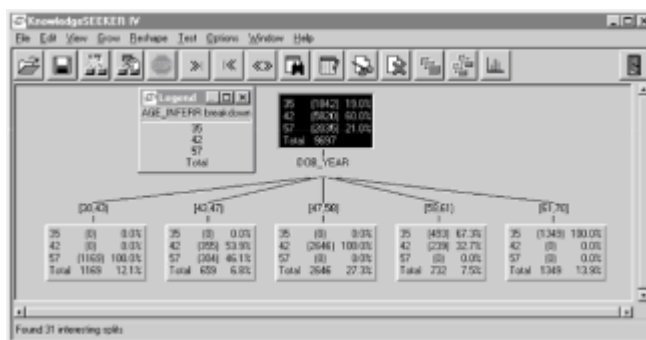 KnowledgeSEEKER IV
File Edit View Grow Reshape Test Options Window Help
Legend
AGE_INFERR breakdown
35
42
57
Total
35 (1842) 19.0%
42 (5820) 60.0%
57 (2035) 21.0%
Total 9697
DOB_YEAR
[43,47)
[47,58)
[61,70]
35 (0) 0.0%
42 (0) 0.0%
57 (1169) 100.0%
Total 1169 12.1%
35 (0) 0.0%
42 (355) 53.9%
57 (304) 46.1%
Total 659 6.8%
35 (0) 0.0%
42 (2646) 100.0%
57 (0) 0.0%
Total 2646 27.3%
35 (493) 67.3%
42 (239) 32.7%
57 (0) 0.0%
Total 732 7.5%
35 (1349) 100.0%
42 (0) 0.0%
57 (0) 0.0%
Total 1349 13.9%
Found 31 interesting splits